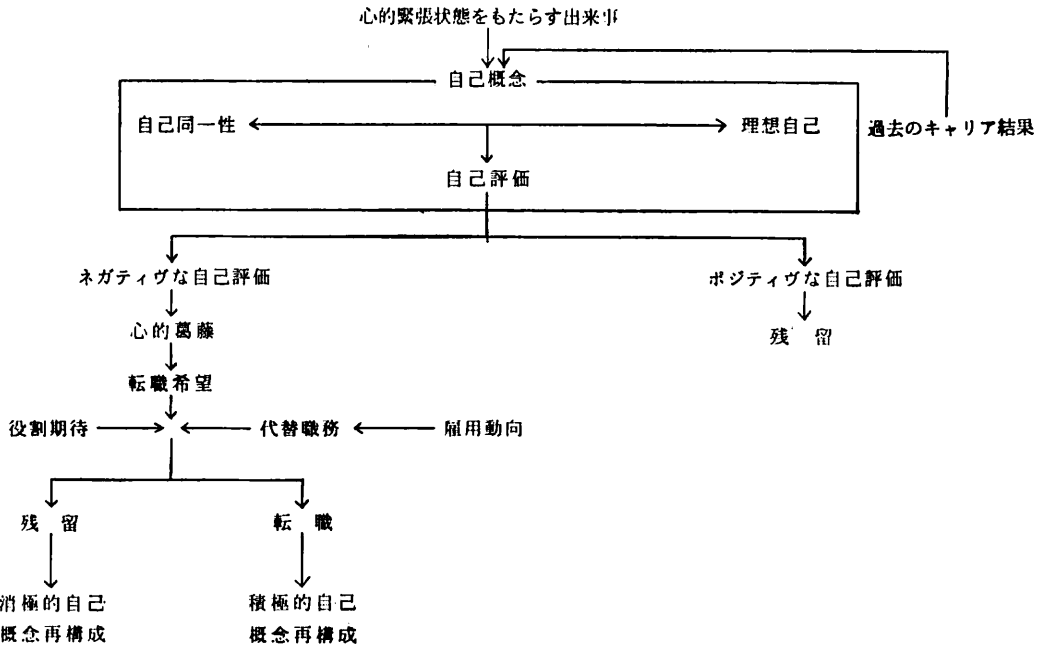 心的緊張状態をもたらす出来事
自己概念
自己同一性
理想自己
過去のキャリア結果
自己評価
ネガティヴな自己評価
ポジティヴな自己評価
心的葛藤
残留
転職希望
役割期待
代替職務
雇用動向
残留
転職
消極的自己
概念再構成
積極的自己
概念再構成